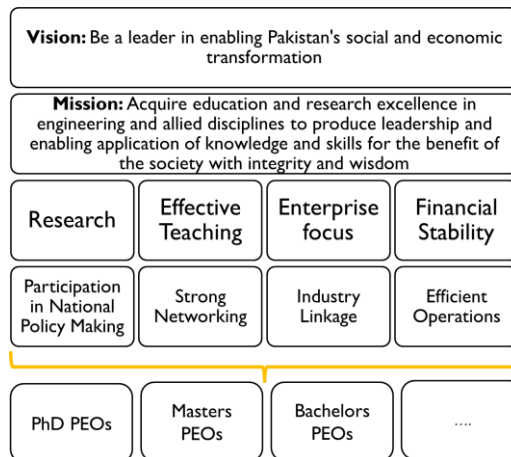 Vision: Be a leader in enabling Pakistan's social and economic
transformation
Mission: Acquire education and research excellence in
engineering and allied disciplines to produce leadership and
enabling application of knowledge and skills for the benefit of
the society with integrity and wisdom
Research
Effective
Teaching
Enterprise
focus
Financial
Stability
Participation
in National
Policy Making
Strong
Networking
Industry
Linkage
Efficient
Operations
PhD PEOs
Masters
PEOs
Bachelors
PEOs
....